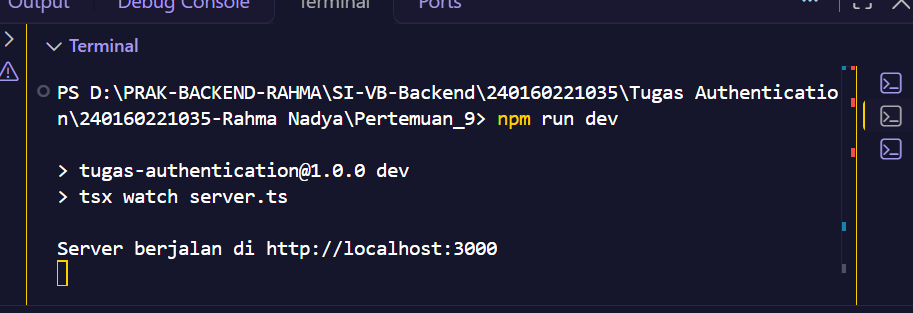 Output Debug Console Terminal Ports
Terminal
PS D:\PRAK-BACKEND-RAHMA\SI-VB-Backend\240160221035\Tugas Authenticatio
n\240160221035-Rahma Nadya\Pertemuan_9> npm run dev
> tugas-authentication@1.0.0 dev
> tsx watch server.ts
Server berjalan di http://localhost:3000